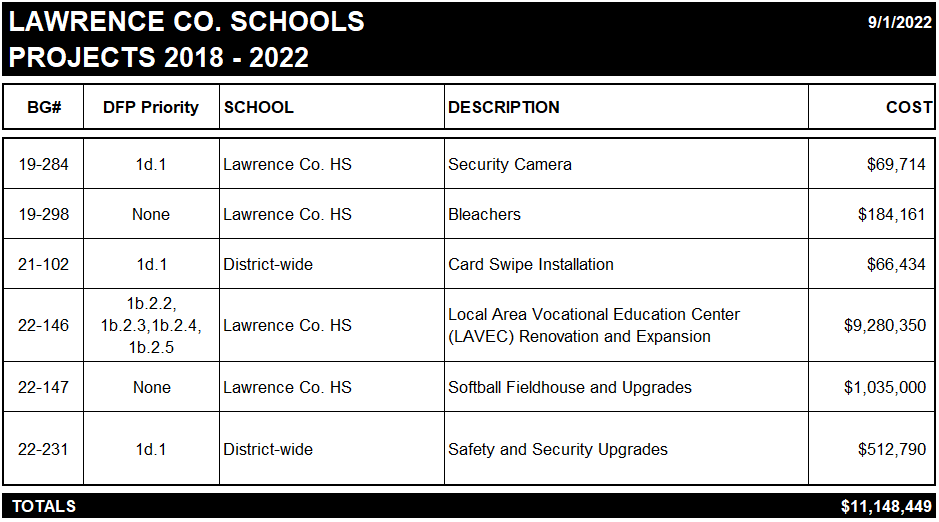 LAWRENCE CO. SCHOOLS 9/1/2022
PROJECTS 2018 - 2022
BG# DFP Priority SCHOOL DESCRIPTION COST
19-284 1d.1 Lawrence Co. HS Security Camera $69,714
19-298 None Lawrence Co. HS Bleachers $184,161
21-102 1d.1 District-wide Card Swipe Installation $66,434
22-146 1b.2.2, 1b.2.3,1b.2.4, 1b.2.5 Lawrence Co. HS Local Area Vocational Education Center (LAVEC) Renovation and Expansion $9,280,350
22-147 None Lawrence Co. HS Softball Fieldhouse and Upgrades $1,035,000
22-231 1d.1 District-wide Safety and Security Upgrades $512,790
TOTALS $11,148,449